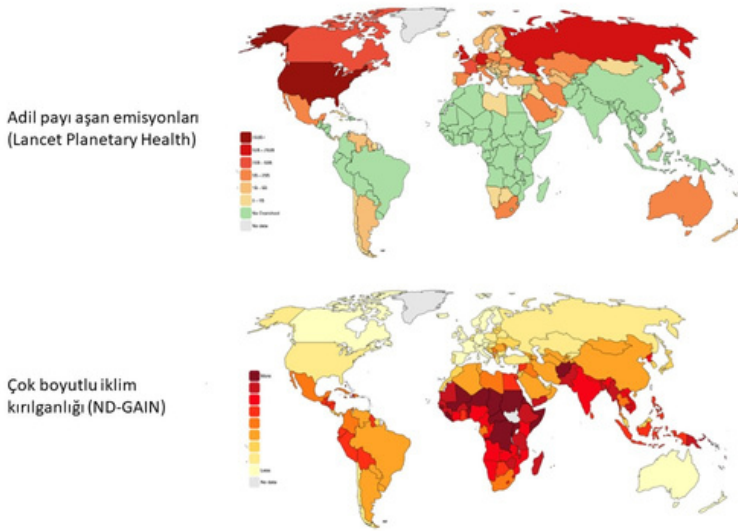 Adil payı aşan emisyonları
(Lancet Planetary Health)
No Overshoot
No data
Çok boyutlu iklim
kırılganlığı (ND-GAIN)
More
Less
No data